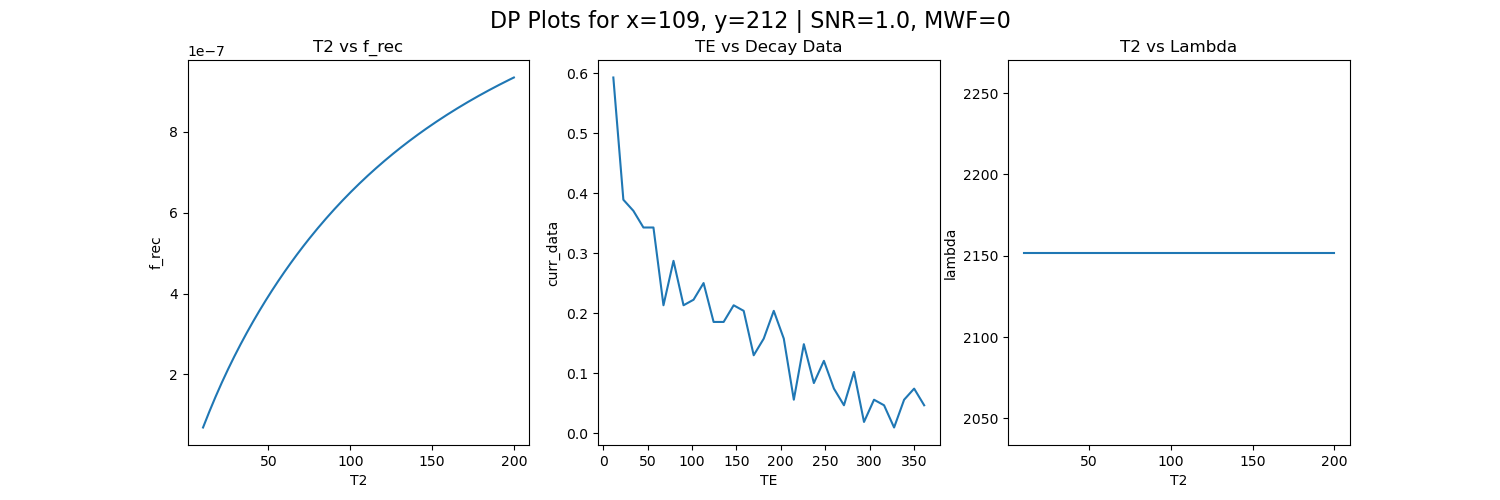 DP Plots for x=109, y=212 | SNR=1.0, MWF=0
T2 vs f_rec
1e−7
8
6
4
2
f_rec
50
100
150
200
T2
TE vs Decay Data
0.6
0.5
0.4
0.3
0.2
0.1
0.0
curr_data
0
50
100
150
200
250
300
350
TE
T2 vs Lambda
2250
2200
2150
2100
2050
lambda
50
100
150
200
T2